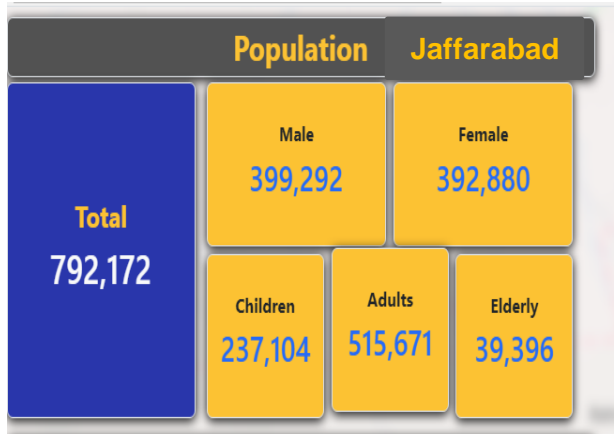 Population Jaffarabad
Total
792,172
Male
399,292
Female
392,880
Children
237,104
Adults
515,671
Elderly
39,396